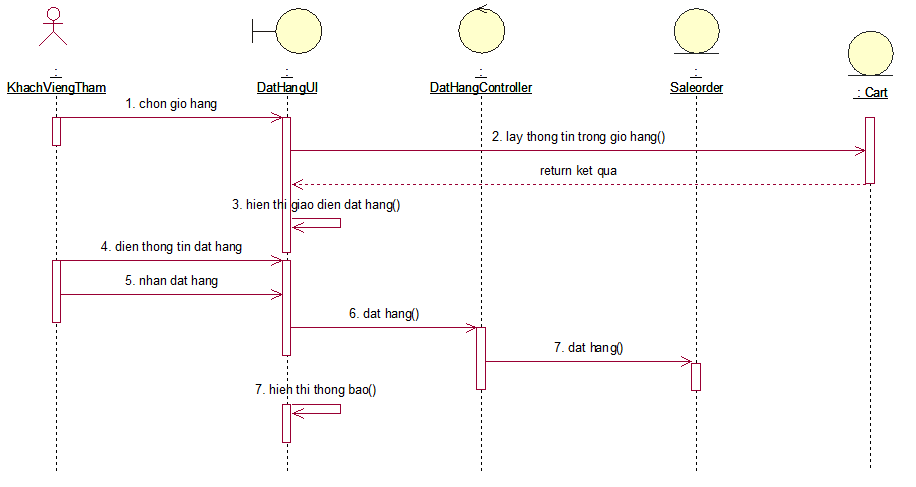 :
KhachViengTham
:
DatHangUI
:
DatHangController
:
Saleorder
: Cart
1. chon gio hang
2. lay thong tin trong gio hang()
return ket qua
3. hien thi giao dien dat hang()
4. dien thong tin dat hang
5. nhan dat hang
6. dat hang()
7. dat hang()
7. hien thi thong bao()